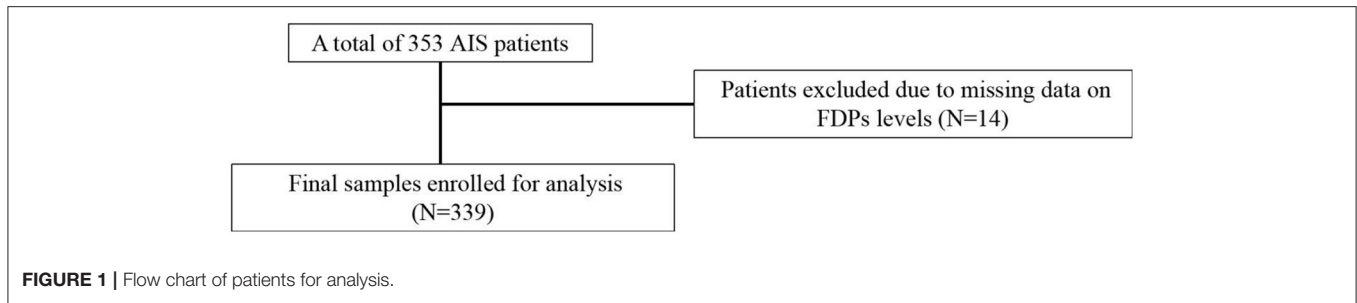 A total of 353 AIS patients
Patients excluded due to missing data on
FDPs levels (N=14)
Final samples enrolled for analysis
(N=339)
FIGURE 1 | Flow chart of patients for analysis.